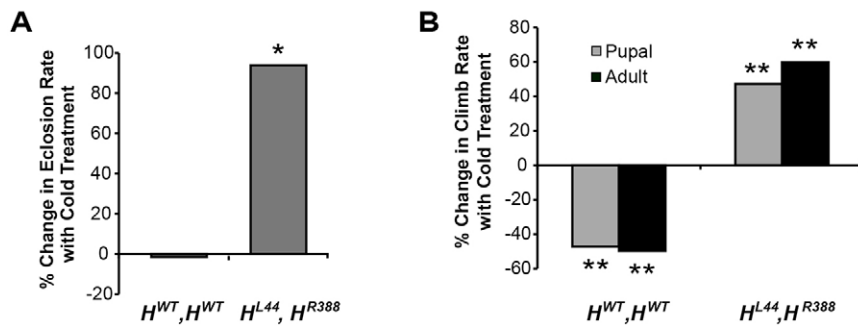 A
% Change in Eclosion Rate
with Cold Treatment
100
80
60
40
20
0
-20
*
H^WT,H^WT
H^L44, H^R388
B
% Change in Climb Rate
with Cold Treatment
80
60
40
20
0
-20
-40
-60
Pupal
Adult
** **
** **
H^WT,H^WT
H^L44,H^R388